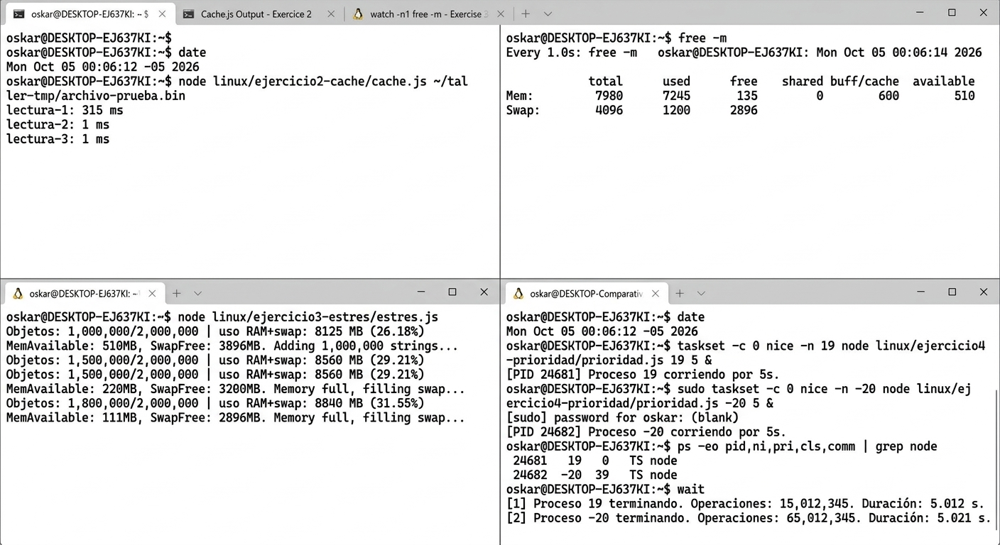 oskar@DESKTOP-EJ637KI: ~ $
Cache.js Output - Exercice 2
watch -n1 free -m - Exercise 3
oskar@DESKTOP-EJ637KI:~$
oskar@DESKTOP-EJ637KI:~$ date
Mon Oct 05 00:06:12 -05 2026
oskar@DESKTOP-EJ637KI:~$ node linux/ejercicio2-cache/cache.js ~/tal
ler-tmp/archivo-prueba.bin
lectura-1: 315 ms
lectura-2: 1 ms
lectura-3: 1 ms
oskar@DESKTOP-EJ637KI:~$ free -m
Every 1.0s: free -m oskar@DESKTOP-EJ637KI: Mon Oct 05 00:06:14 2026
total used free shared buff/cache available
Mem: 7980 7245 135 0 600 510
Swap: 4096 1200 2896
oskar@DESKTOP-EJ637KI: ~
oskar@DESKTOP-EJ637KI:~$ node linux/ejercicio3-estres/estres.js
Objetos: 1,000,000/2,000,000 | uso RAM+swap: 8125 MB (26.18%)
MemAvailable: 510MB, SwapFree: 3896MB. Adding 1,000,000 strings...
Objetos: 1,500,000/2,000,000 | uso RAM+swap: 8560 MB (29.21%)
Objetos: 1,500,000/2,000,000 | uso RAM+swap: 8560 MB (29.21%)
MemAvailable: 220MB, SwapFree: 3200MB. Memory full, filling swap...
Objetos: 1,800,000/2,000,000 | uso RAM+swap: 8840 MB (31.55%)
MemAvailable: 111MB, SwapFree: 2896MB. Memory full, filling swap...
oskar@DESKTOP-Comparativ
oskar@DESKTOP-EJ637KI:~$ date
Mon Oct 05 00:06:12 -05 2026
oskar@DESKTOP-EJ637KI:~$ taskset -c 0 nice -n 19 node linux/ejercicio4
-prioridad/prioridad.js 19 5 &
[PID 24681] Proceso 19 corriendo por 5s.
oskar@DESKTOP-EJ637KI:~$ sudo taskset -c 0 nice -n -20 node linux/ej
ercicio4-prioridad/prioridad.js -20 5 &
[sudo] password for oskar: (blank)
[PID 24682] Proceso -20 corriendo por 5s.
oskar@DESKTOP-EJ637KI:~$ ps -eo pid,ni,pri,cls,comm | grep node
24681 19 0 TS node
24682 -20 39 TS node
oskar@DESKTOP-EJ637KI:~$ wait
[1] Proceso 19 terminando. Operaciones: 15,012,345. Duración: 5.012 s.
[2] Proceso -20 terminando. Operaciones: 65,012,345. Duración: 5.021 s.